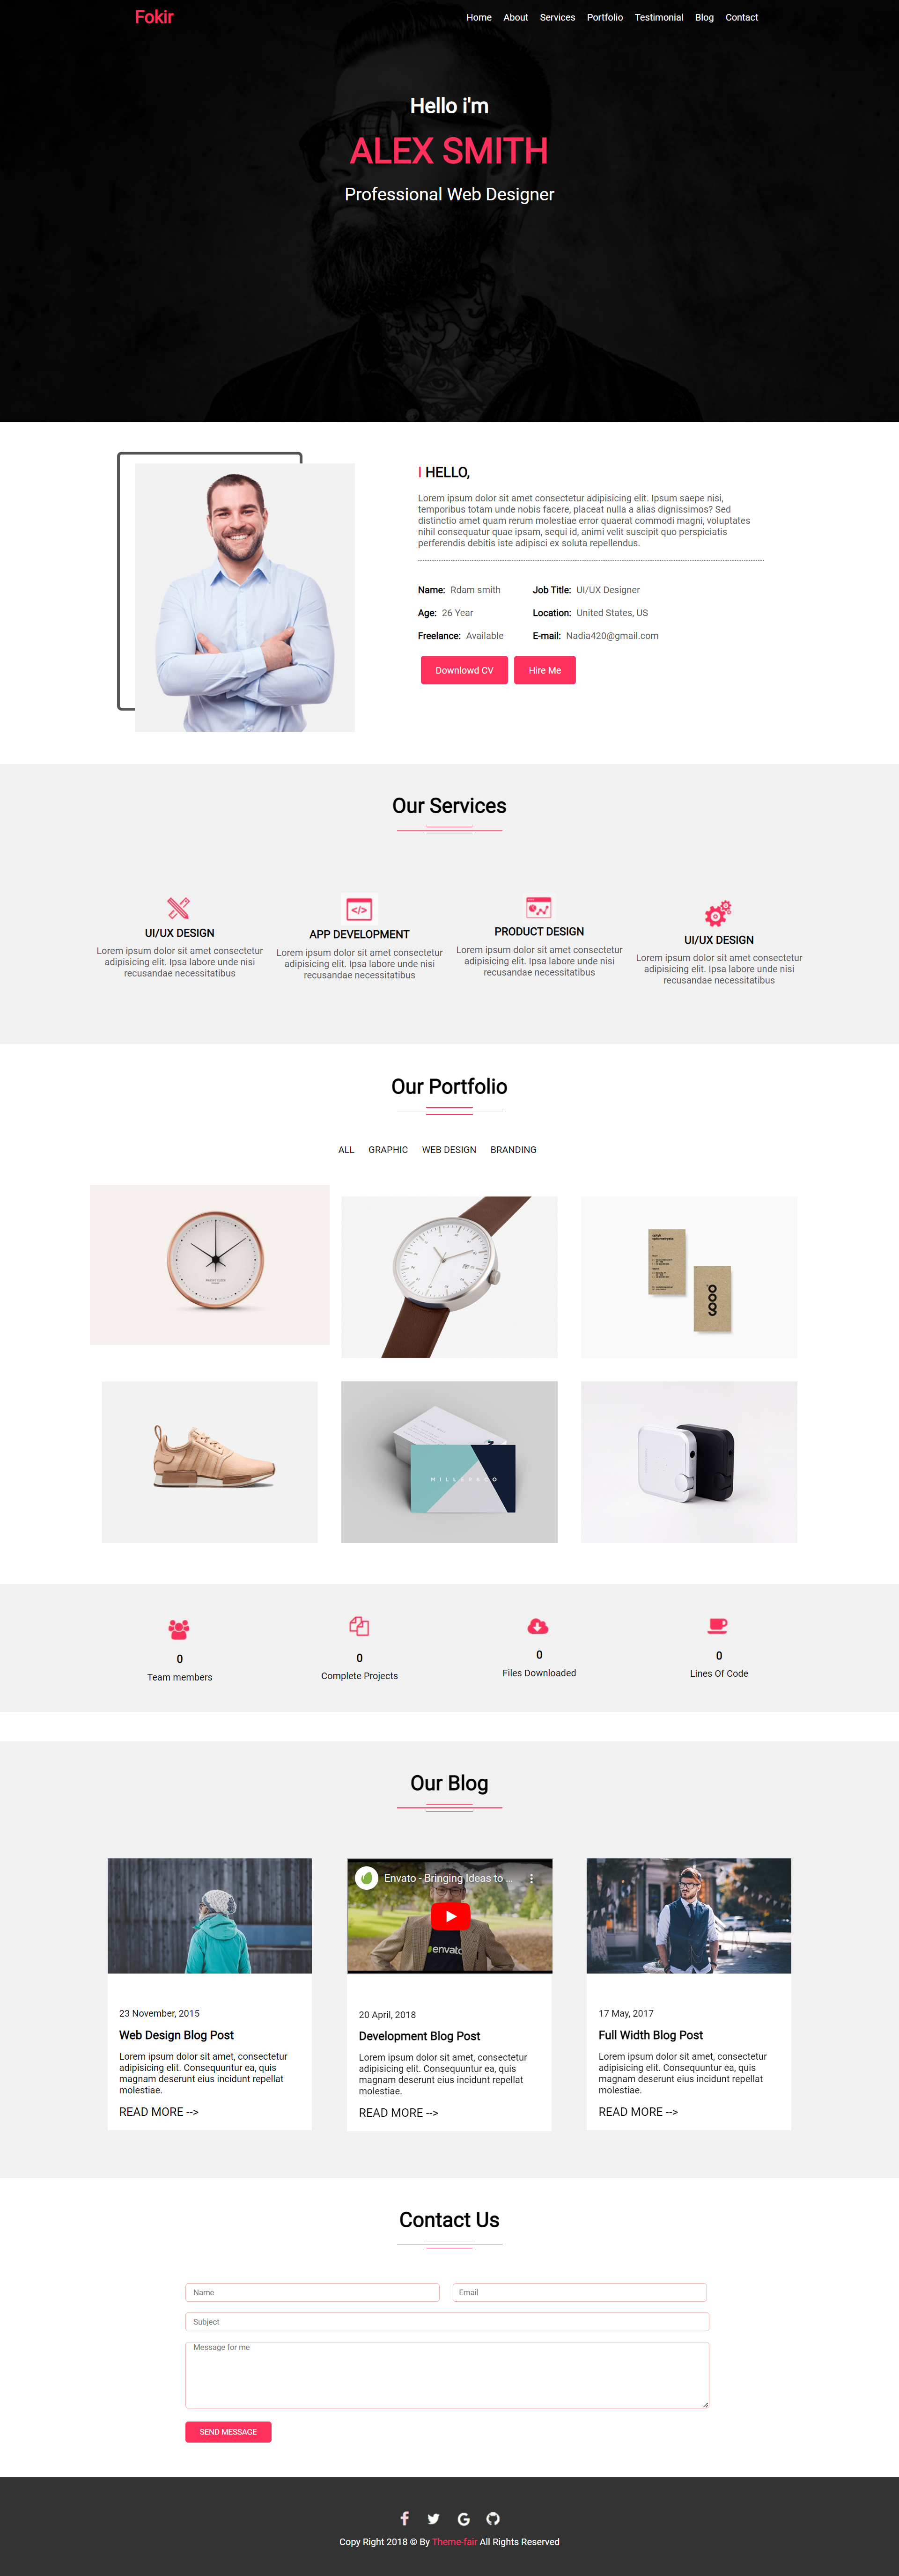 Fokir
Home About Services Portfolio Testimonial Blog Contact
Hello i'm
ALEX SMITH
Professional Web Designer
HELLO,
Lorem ipsum dolor sit amet consectetur adipisicing elit. Ipsum saepe nisi,
temporibus totam unde nobis facere, placeat nulla a alias dignissimos? Sed
distinctio amet quam rerum molestiae error quaerat commodi magni, voluptates
nihil consequatur quae ipsam, sequi id, animi velit suscipit quo perspiciatis
perferendis debitis iste adipisci ex soluta repellendus.
Name: Rdam smith Job Title: UI/UX Designer
Age: 26 Year Location: United States, US
Freelance: Available E-mail: Nadia420@gmail.com
Downlowd CV Hire Me
Our Services
UI/UX DESIGN
Lorem ipsum dolor sit amet consectetur
adipisicing elit. Ipsa labore unde nisi
recusandae necessitatibus
APP DEVELOPMENT
Lorem ipsum dolor sit amet consectetur
adipisicing elit. Ipsa labore unde nisi
recusandae necessitatibus
PRODUCT DESIGN
Lorem ipsum dolor sit amet consectetur
adipisicing elit. Ipsa labore unde nisi
recusandae necessitatibus
UI/UX DESIGN
Lorem ipsum dolor sit amet consectetur
adipisicing elit. Ipsa labore unde nisi
recusandae necessitatibus
Our Portfolio
ALL GRAPHIC WEB DESIGN BRANDING
0
Team members
0
Complete Projects
0
Files Downloaded
0
Lines Of Code
Our Blog
23 November, 2015
Web Design Blog Post
Lorem ipsum dolor sit amet, consectetur
adipisicing elit. Consequuntur ea, quis
magnam deserunt eius incidunt repellat
molestiae.
READ MORE -->
Envato - Bringing Ideas to ...
envato
20 April, 2018
Development Blog Post
Lorem ipsum dolor sit amet, consectetur
adipisicing elit. Consequuntur ea, quis
magnam deserunt eius incidunt repellat
molestiae.
READ MORE -->
17 May, 2017
Full Width Blog Post
Lorem ipsum dolor sit amet, consectetur
adipisicing elit. Consequuntur ea, quis
magnam deserunt eius incidunt repellat
molestiae.
READ MORE -->
Contact Us
Name Email
Subject
Message for me
SEND MESSAGE
Copy Right 2018 © By Theme-fair All Rights Reserved